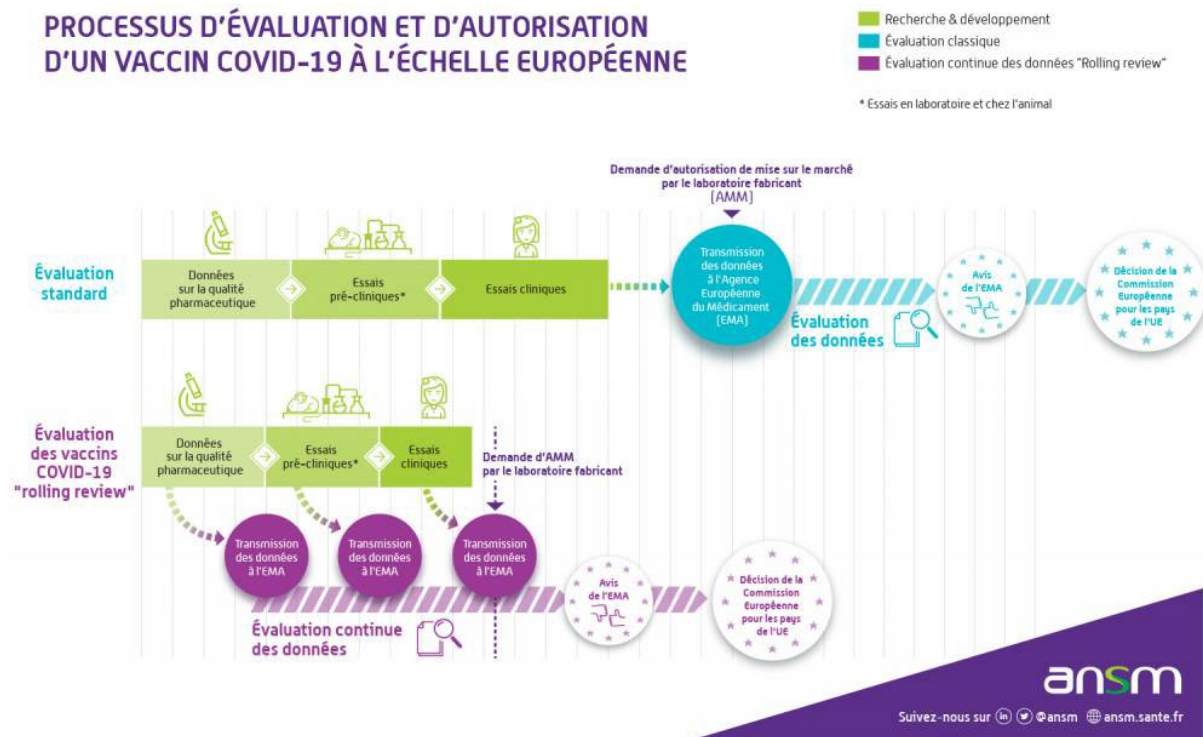 PROCESSUS D'ÉVALUATION ET D'AUTORISATION
D'UN VACCIN COVID-19 À L'ÉCHELLE EUROPÉENNE
Recherche & développement
Évaluation classique
Évaluation continue des données "Rolling review"
* Essais en laboratoire et chez l'animal
Demande d'autorisation de mise sur le marché
par le laboratoire fabricant
(AMM)
Évaluation
standard
Données
sur la qualité
pharmaceutique
Essais
pré-cliniques*
Essais cliniques
Transmission
des données
à l'Agence
Européenne
du Médicament
(EMA)
Évaluation
des données
Avis
de l'EMA
Décision de la
Commission
Européenne
pour les pays
de l'UE
Évaluation
des vaccins
COVID-19
"rolling review"
Données
sur la qualité
pharmaceutique
Essais
pré-cliniques*
Essais
cliniques
Demande d'AMM
par le laboratoire fabricant
Transmission
des données
à l'EMA
Transmission
des données
à l'EMA
Transmission
des données
à l'EMA
Évaluation continue
des données
Avis
de l'EMA
Décision de la
Commission
Européenne
pour les pays
de l'UE
ansm
Suivez-nous sur in @ansm ansm.sante.fr